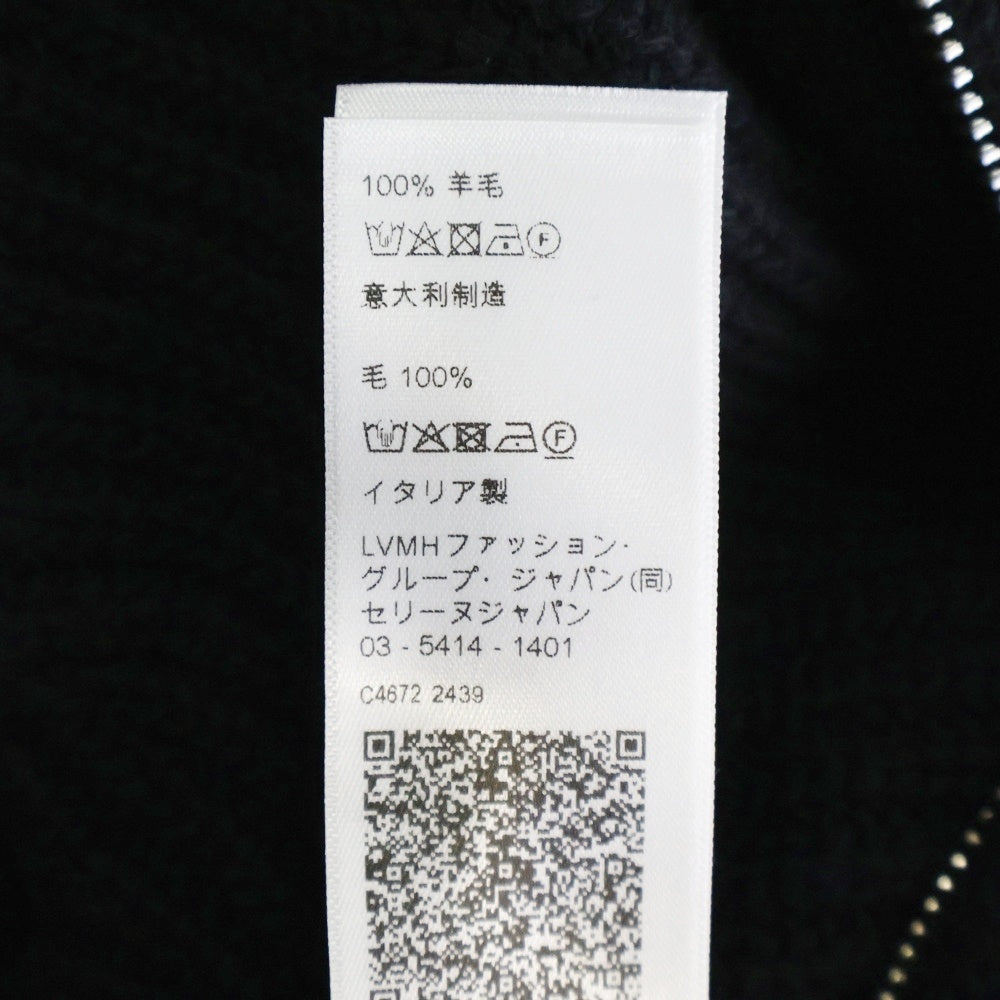 100% 羊毛
F
意大利制造
毛 100%
F
イタリア製
LVMHファッション・
グループ・ ジャパン(同)
セリーヌジャパン
03 - 5414 - 1401
C4672 2439